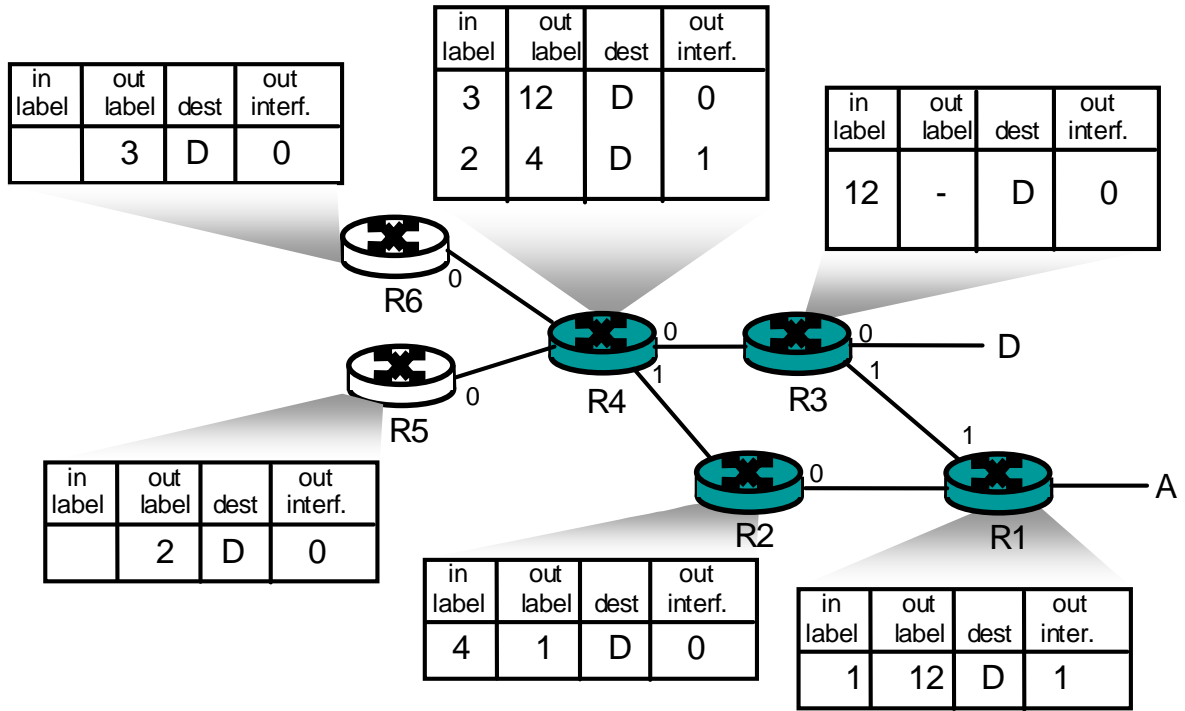 in out out
label label dest interf.
3 12 D 0
2 4 D 1
in out out
label label dest interf.
3 D 0
in out out
label label dest interf.
12 - D 0
R6
0
R5
0
R4
0
1
R3
0
1
D
R2
0
R1
1
A
in out out
label label dest interf.
2 D 0
in out out
label label dest interf.
4 1 D 0
in out out
label label dest inter.
1 12 D 1